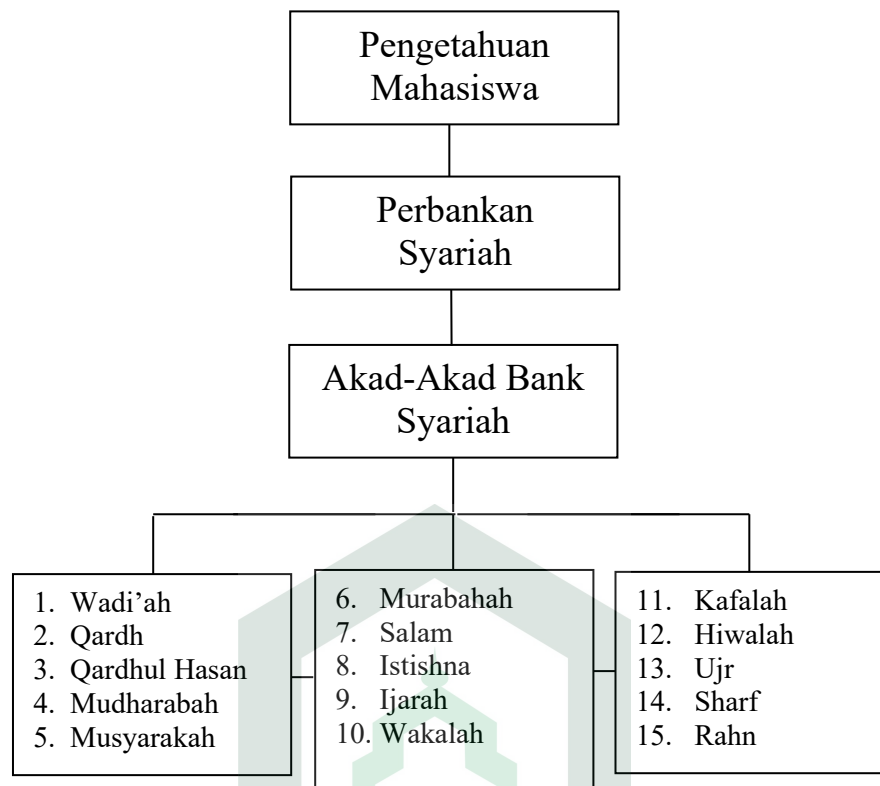 Pengetahuan
Mahasiswa
Perbankan
Syariah
Akad-Akad Bank
Syariah
1. Wadi’ah
2. Qardh
3. Qardhul Hasan
4. Mudharabah
5. Musyarakah
6. Murabahah
7. Salam
8. Istishna
9. Ijarah
10. Wakalah
11. Kafalah
12. Hiwalah
13. Ujr
14. Sharf
15. Rahn